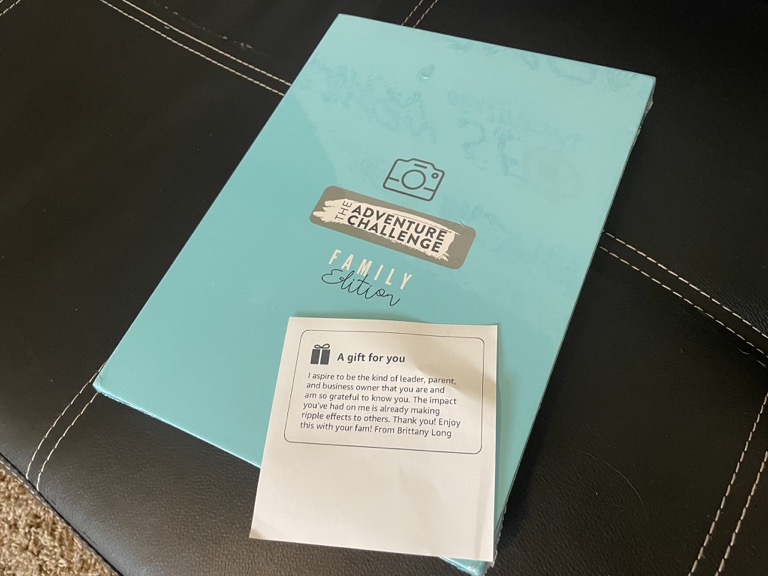 THE
ADVENTURE
CHALLENGE
FAMILY
Edition
A gift for you
I aspire to be the kind of leader, parent,
and business owner that you are and
am so grateful to know you. The impact
you've had on me is already making
ripple effects to others. Thank you! Enjoy
this with your fam! From Brittany Long